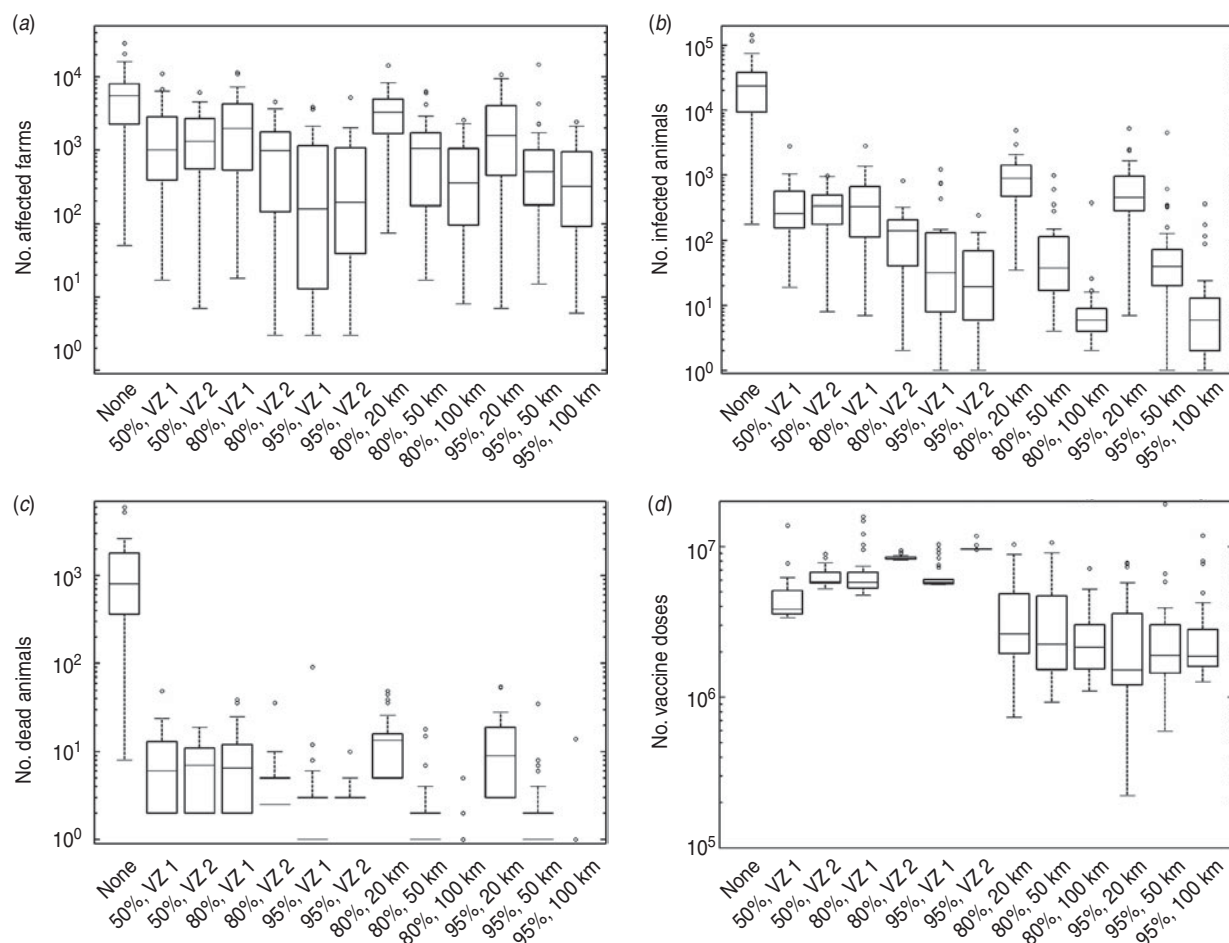 (a)
No. affected farms
10^4
10^3
10^2
10^1
10^0
None
50%, VZ 1
50%, VZ 2
80%, VZ 1
80%, VZ 2
95%, VZ 1
95%, VZ 2
80%, 20 km
80%, 50 km
80%, 100 km
95%, 20 km
95%, 50 km
95%, 100 km
(b)
No. infected animals
10^5
10^4
10^3
10^2
10^1
10^0
None
50%, VZ 1
50%, VZ 2
80%, VZ 1
80%, VZ 2
95%, VZ 1
95%, VZ 2
80%, 20 km
80%, 50 km
80%, 100 km
95%, 20 km
95%, 50 km
95%, 100 km
(c)
No. dead animals
10^3
10^2
10^1
10^0
None
50%, VZ 1
50%, VZ 2
80%, VZ 1
80%, VZ 2
95%, VZ 1
95%, VZ 2
80%, 20 km
80%, 50 km
80%, 100 km
95%, 20 km
95%, 50 km
95%, 100 km
(d)
No. vaccine doses
10^7
10^6
10^5
50%, VZ 1
50%, VZ 2
80%, VZ 1
80%, VZ 2
95%, VZ 1
95%, VZ 2
80%, 20 km
80%, 50 km
80%, 100 km
95%, 20 km
95%, 50 km
95%, 100 km